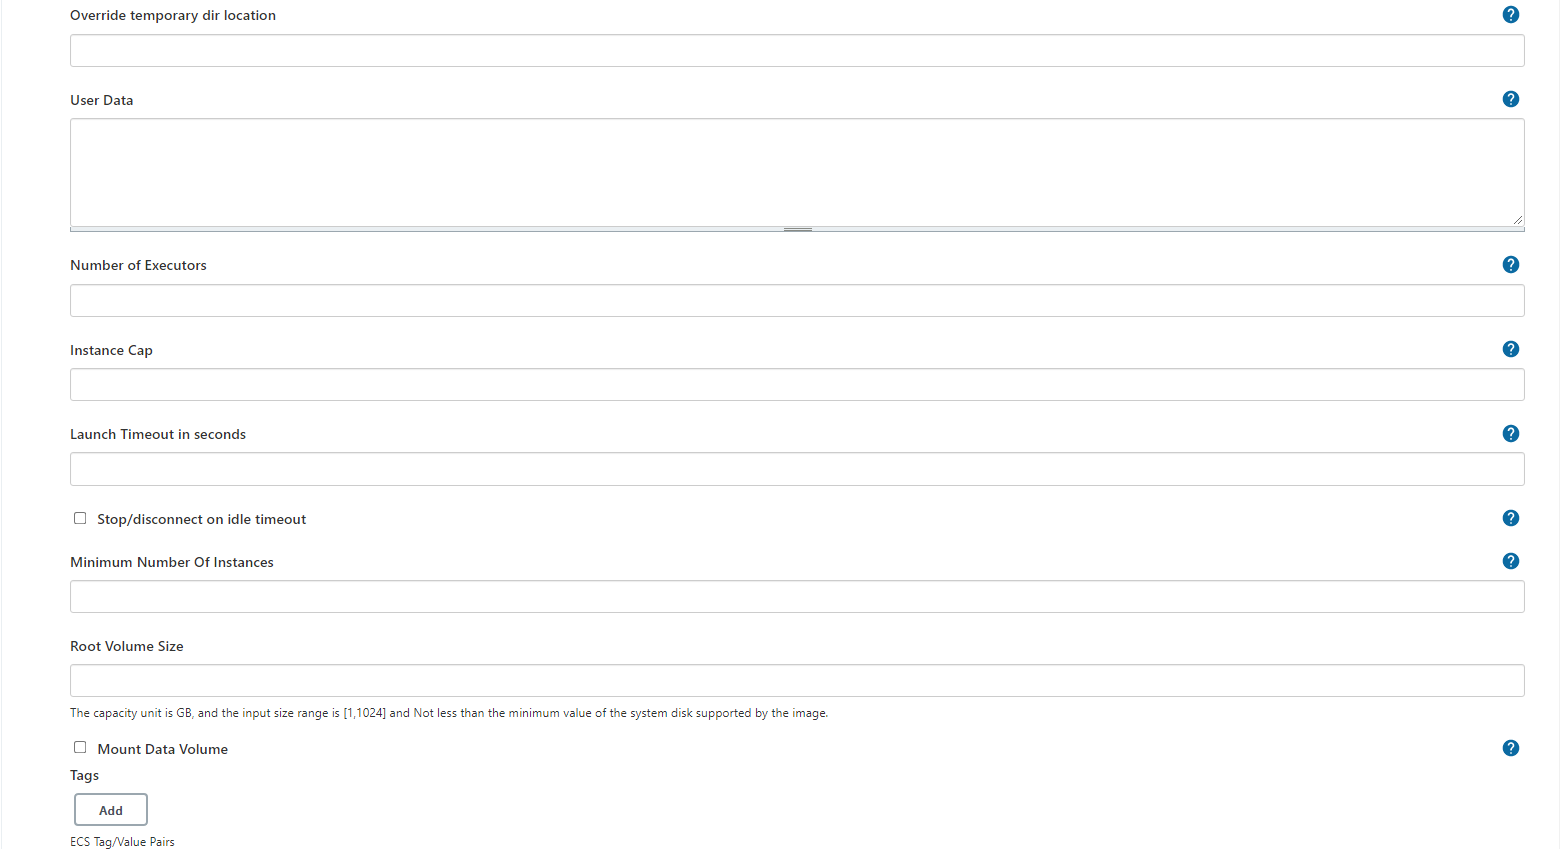 Override temporary dir location
User Data
Number of Executors
Instance Cap
Launch Timeout in seconds
Stop/disconnect on idle timeout
Minimum Number Of Instances
Root Volume Size
The capacity unit is GB, and the input size range is [1,1024] and Not less than the minimum value of the system disk supported by the image.
Mount Data Volume
Tags
Add
ECS Tag/Value Pairs